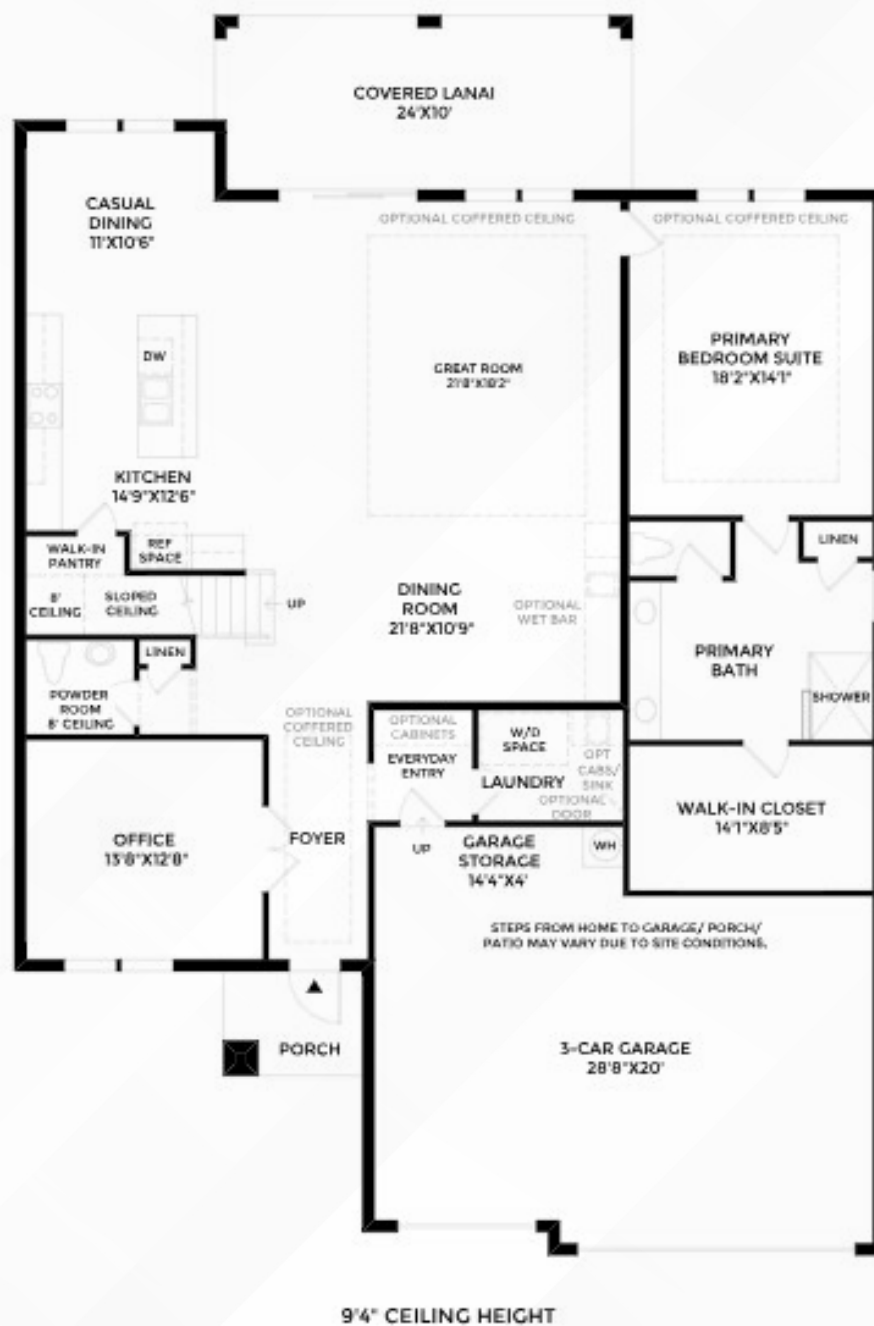 COVERED LANAI
24'X10'
CASUAL
DINING
11'X10'6"
OPTIONAL COFFERED CEILING
OPTIONAL COFFERED CEILING
DW
GREAT ROOM
21'8"X18'2"
PRIMARY
BEDROOM SUITE
18'2"X14'1"
KITCHEN
14'9"X12'6"
WALK-IN
PANTRY
REF
SPACE
LINEN
8'
CEILING
SLOPED
CEILING
UP
DINING
ROOM
21'8"X10'9"
OPTIONAL
WET BAR
LINEN
POWDER
ROOM
8' CEILING
PRIMARY
BATH
SHOWER
OPTIONAL
COFFERED
CEILING
OPTIONAL
CABINETS
EVERYDAY
ENTRY
W/D
SPACE
LAUNDRY
OPT
CABS/
SINK
OPTIONAL
DOOR
WALK-IN CLOSET
14'1"X8'5"
OFFICE
13'8"X12'8"
FOYER
UP
GARAGE
STORAGE
14'4"X4'
WH
STEPS FROM HOME TO GARAGE/ PORCH/
PATIO MAY VARY DUE TO SITE CONDITIONS.
PORCH
3-CAR GARAGE
28'8"X20'
9'4" CEILING HEIGHT